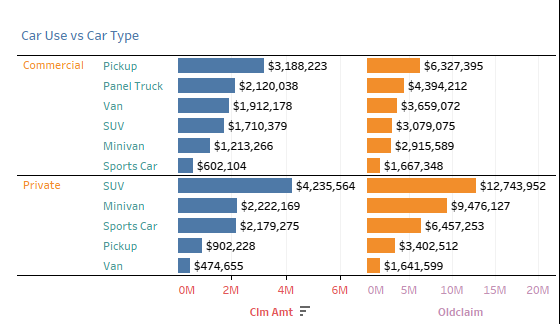 Car Use vs Car Type
Commercial Pickup $3,188,223 $6,327,395
Panel Truck $2,120,038 $4,394,212
Van $1,912,178 $3,659,072
SUV $1,710,379 $3,079,075
Minivan $1,213,266 $2,915,589
Sports Car $602,104 $1,667,348
Private SUV $4,235,564 $12,743,952
Minivan $2,222,169 $9,476,127
Sports Car $2,179,275 $6,457,253
Pickup $902,228 $3,402,512
Van $474,655 $1,641,599
0M 2M 4M 6M 0M 5M 10M 15M 20M
Clm Amt Oldclaim